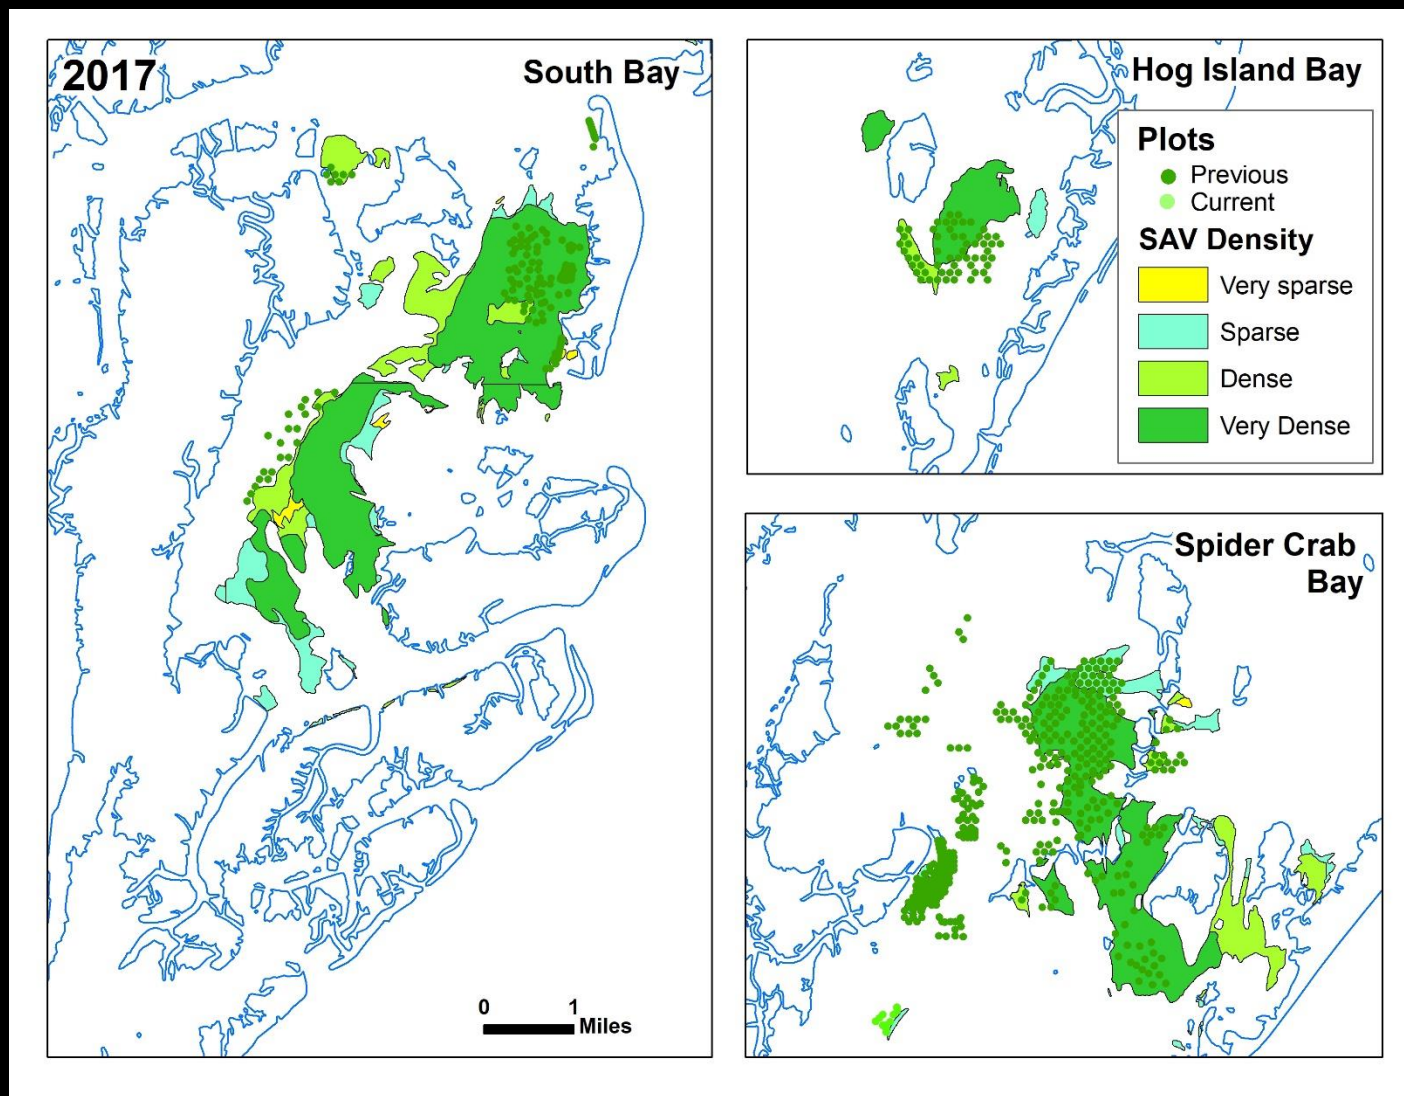 2017
South Bay
0 1
Miles
Hog Island Bay
Plots
Previous
Current
SAV Density
Very sparse
Sparse
Dense
Very Dense
Spider Crab
Bay